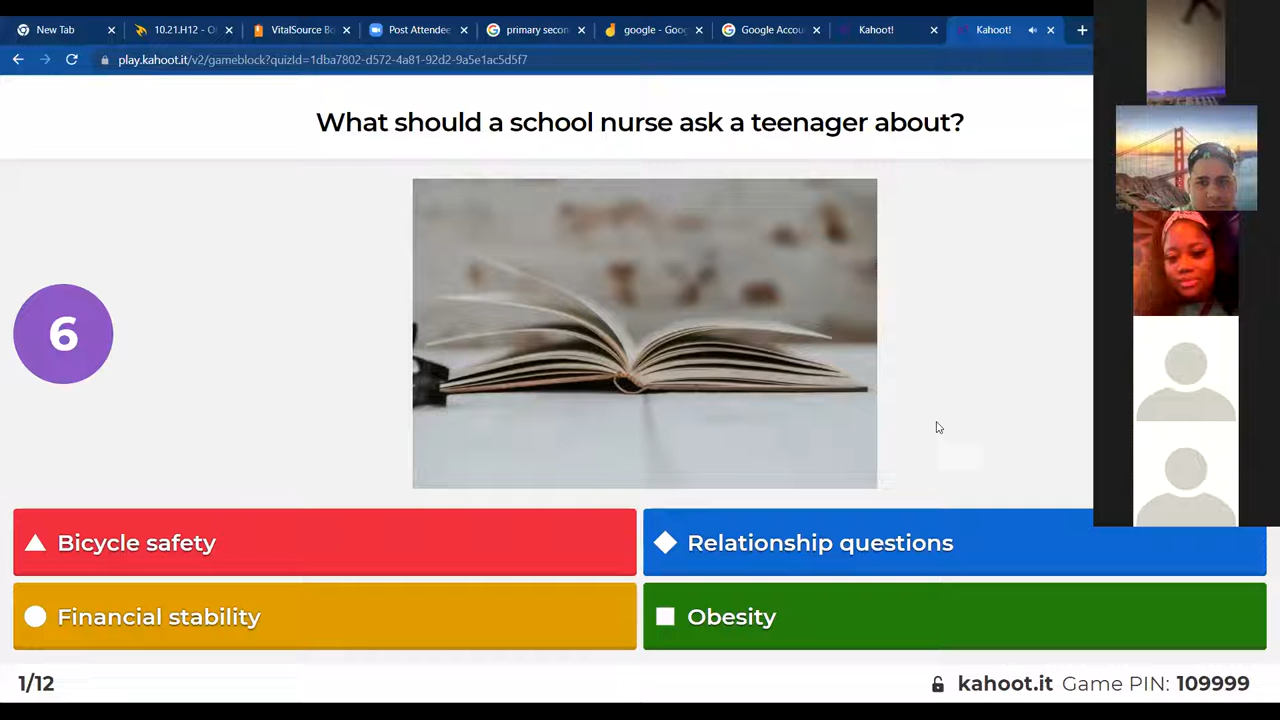 New Tab
10.21.H12 - O
VitalSource Bo
Post Attendee
primary secon
google - Goog
Google Accou
Kahoot!
Kahoot!
play.kahoot.it/v2/gameblock?quizId=1dba7802-d572-4a81-92d2-9a5e1ac5d5f7
What should a school nurse ask a teenager about?
6
Bicycle safety
Relationship questions
Financial stability
Obesity
1/12
kahoot.it Game PIN: 109999